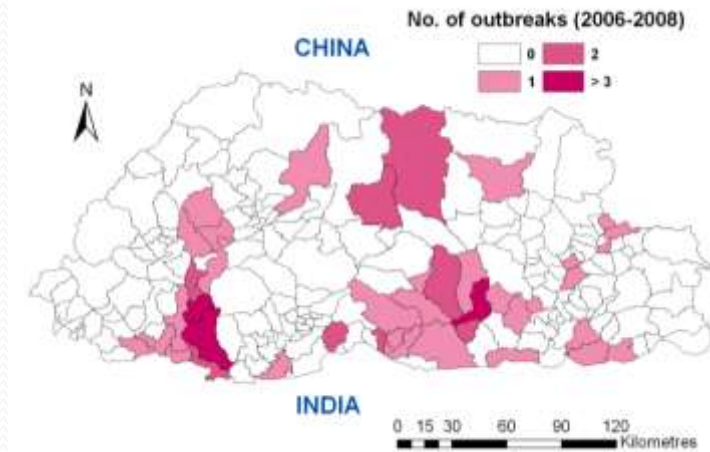 No. of outbreaks (2006-2008)
CHINA
0 2
1 > 3
N
INDIA
0 15 30 60 90 120
Kilometres